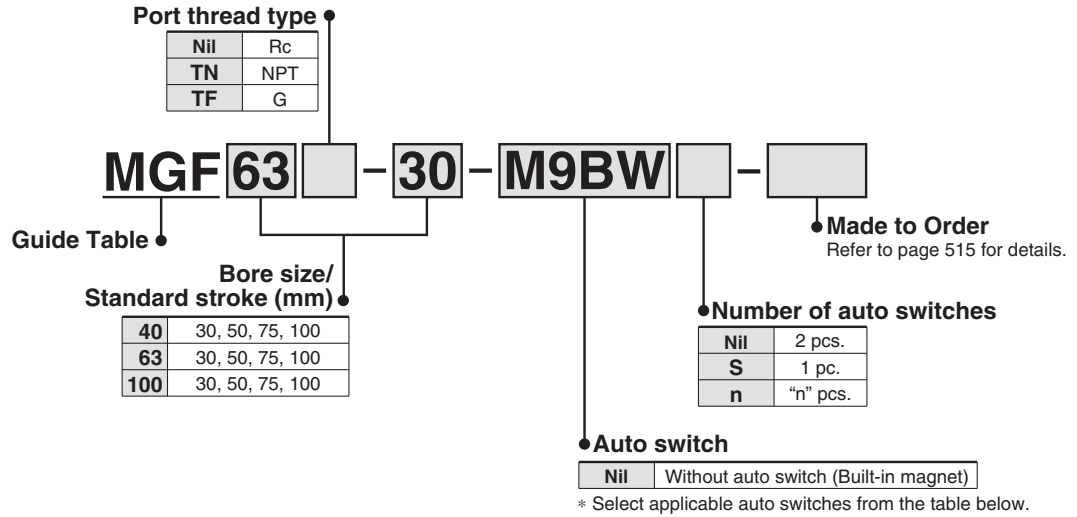 Port thread type
Nil Rc
TN NPT
TF G
MGF 63 - 30 - M9BW -
Guide Table
Made to Order
Refer to page 515 for details.
Bore size/
Standard stroke (mm)
40 30, 50, 75, 100
63 30, 50, 75, 100
100 30, 50, 75, 100
Number of auto switches
Nil 2 pcs.
S 1 pc.
n “n” pcs.
Auto switch
Nil Without auto switch (Built-in magnet)
∗ Select applicable auto switches from the table below.